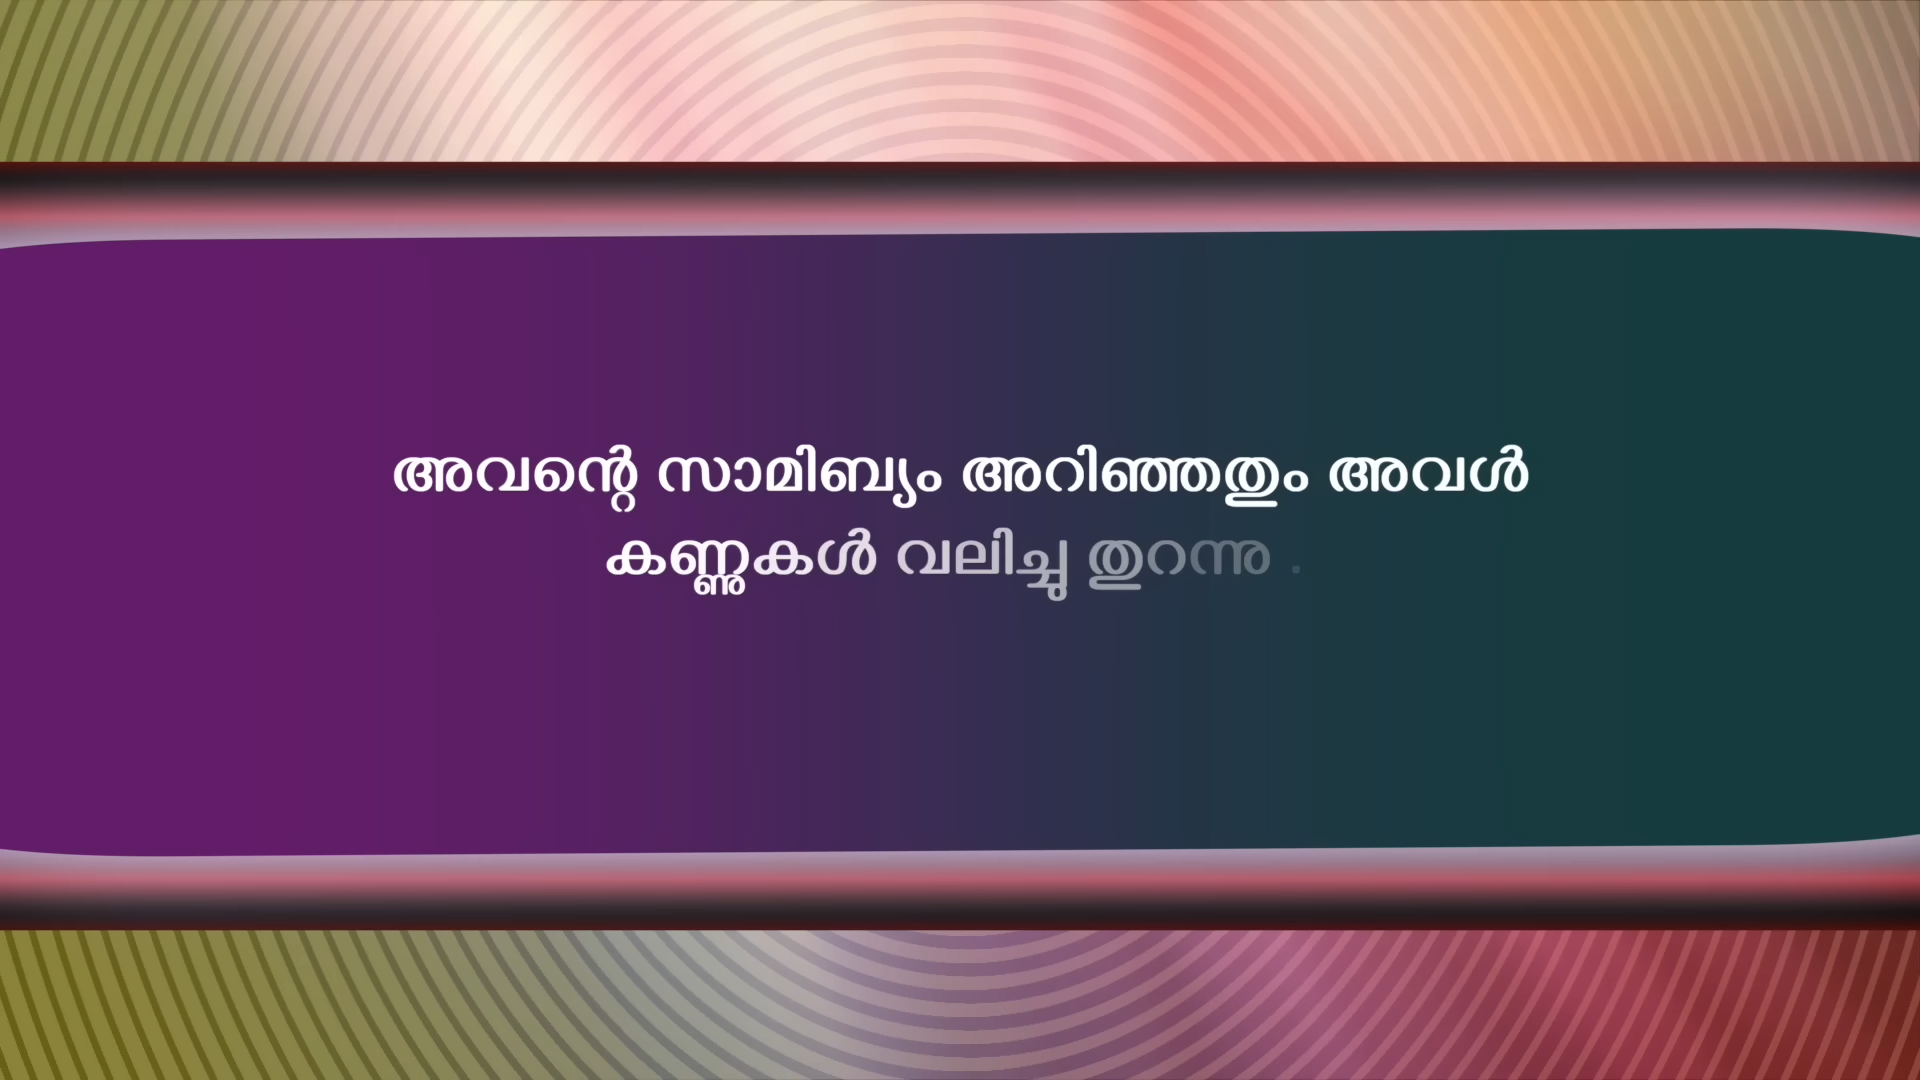 അവന്റെ സാമിബ്യം അറിഞ്ഞതും അവൾ
കണ്ണുകൾ വലിച്ചു തുറന്നു .